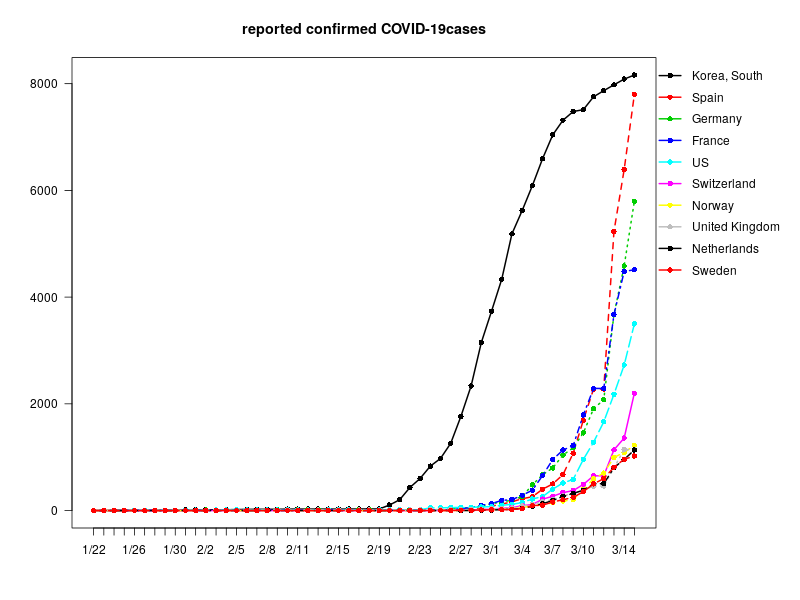 reported confirmed COVID-19cases
8000
6000
4000
2000
0
1/22
1/26
1/30
2/2
2/5
2/8
2/11
2/15
2/19
2/23
2/27
3/1
3/4
3/7
3/10
3/14
Korea, South
Spain
Germany
France
US
Switzerland
Norway
United Kingdom
Netherlands
Sweden